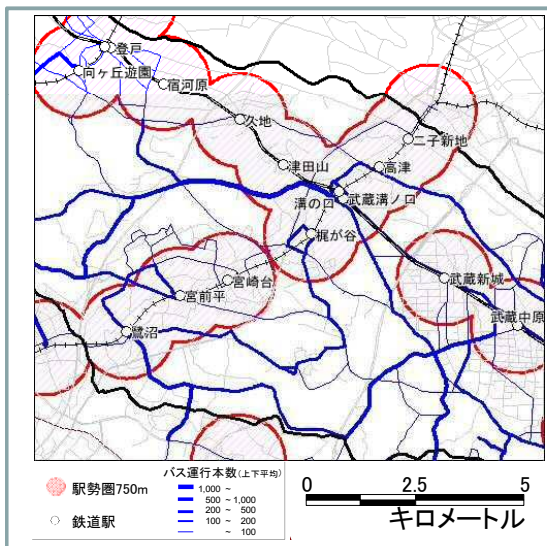 登戸
向ヶ丘遊園
宿河原
久地
二子新地
津田山
高津
溝の口
武蔵溝ノ口
梶が谷
宮崎台
武蔵新城
宮前平
武蔵中原
鷺沼
駅勢圏750m
鉄道駅
バス運行本数(上下平均)
1,000 ~
500 ~1,000
200 ~ 500
100 ~ 200
~ 100
0 2.5 5
キロメートル